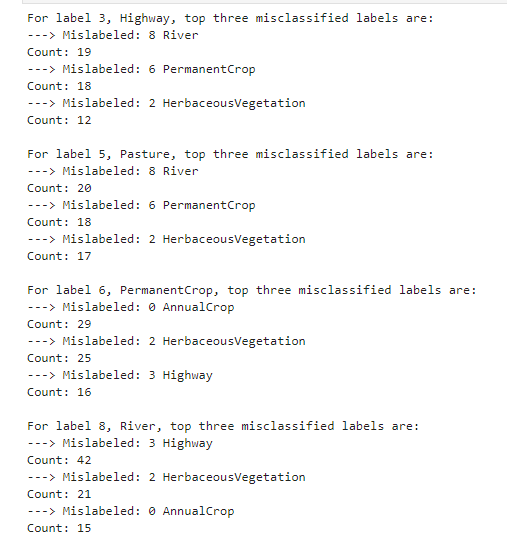 For label 3, Highway, top three misclassified labels are:
---> Mislabeled: 8 River
Count: 19
---> Mislabeled: 6 PermanentCrop
Count: 18
---> Mislabeled: 2 HerbaceousVegetation
Count: 12
For label 5, Pasture, top three misclassified labels are:
---> Mislabeled: 8 River
Count: 20
---> Mislabeled: 6 PermanentCrop
Count: 18
---> Mislabeled: 2 HerbaceousVegetation
Count: 17
For label 6, PermanentCrop, top three misclassified labels are:
---> Mislabeled: 0 AnnualCrop
Count: 29
---> Mislabeled: 2 HerbaceousVegetation
Count: 25
---> Mislabeled: 3 Highway
Count: 16
For label 8, River, top three misclassified labels are:
---> Mislabeled: 3 Highway
Count: 42
---> Mislabeled: 2 HerbaceousVegetation
Count: 21
---> Mislabeled: 0 AnnualCrop
Count: 15